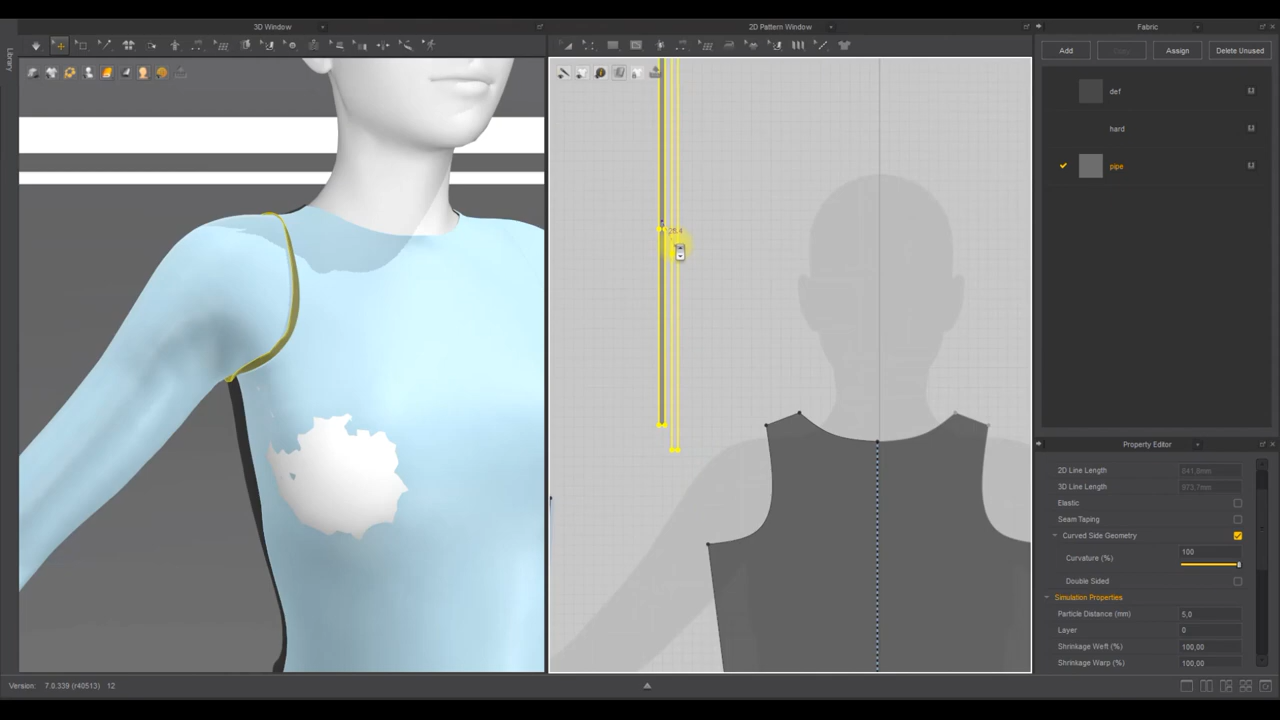 3D Window
2D Pattern Window
Fabric
Library
Add
Assign
Delete Unused
def
hard
pipe
Property Editor
2D Line Length
3D Line Length
Elastic
Seam Taping
Curved Side Geometry
Curvature (%)
100
Double Sided
Simulation Properties
Particle Distance (mm)
5,0
Layer
0
Shrinkage Weft (%)
100,00
Shrinkage Warp (%)
100,00
Version:
7.0.339 (r40513)
12